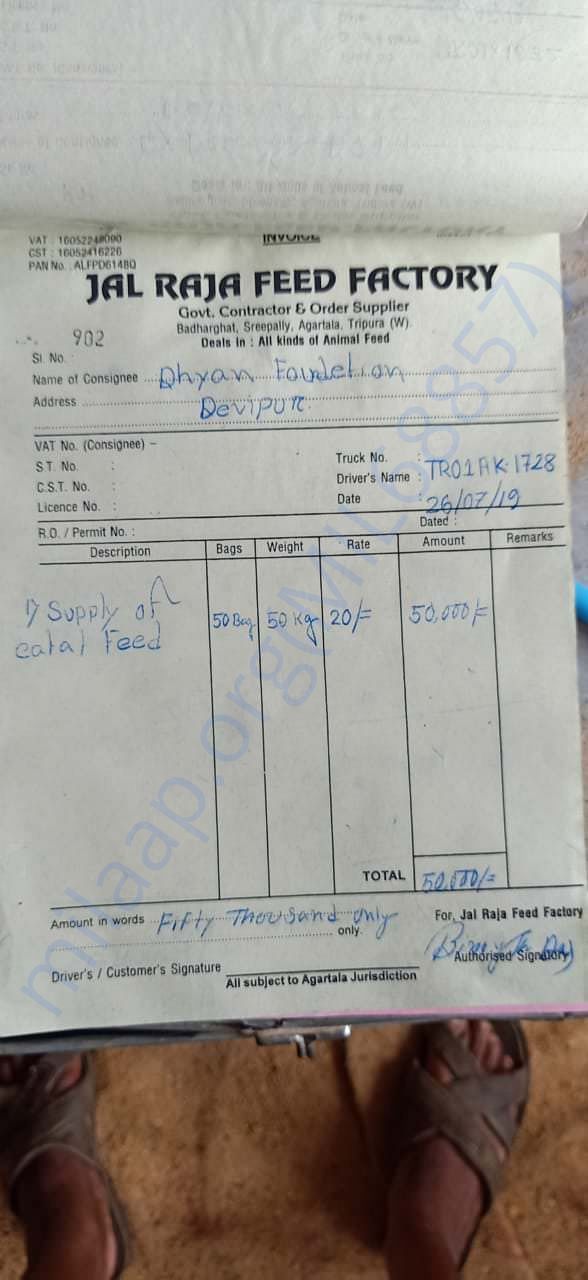 INVOICE
VAT : 16052248090
CST : 16052416226
PAN No. : ALFPD6148Q
JAL RAJA FEED FACTORY
Govt. Contractor & Order Supplier
Badharghat, Sreepally, Agartala, Tripura (W)
Deals in : All kinds of Animal Feed
902
Sl. No.
Name of Consignee Dhyan Foudetion
Address Devipur.
VAT No. (Consignee) –
S.T. No. :
C.S.T. No. :
Licence No. :
Truck No. :
Driver's Name : TR01AK-1728
Date : 26/07/19
R.O. / Permit No. : Dated :
Description Bags Weight Rate Amount Remarks
1) Supply of 50 Bag 50 Kg 20/= 50,000/=
catal Feed
TOTAL 50,000/=
Amount in words Fifty Thousand only
only.
For, Jal Raja Feed Factory
Authorised Signatory
Driver's / Customer's Signature
All subject to Agartala Jurisdiction
milaap.org(MIL68857)